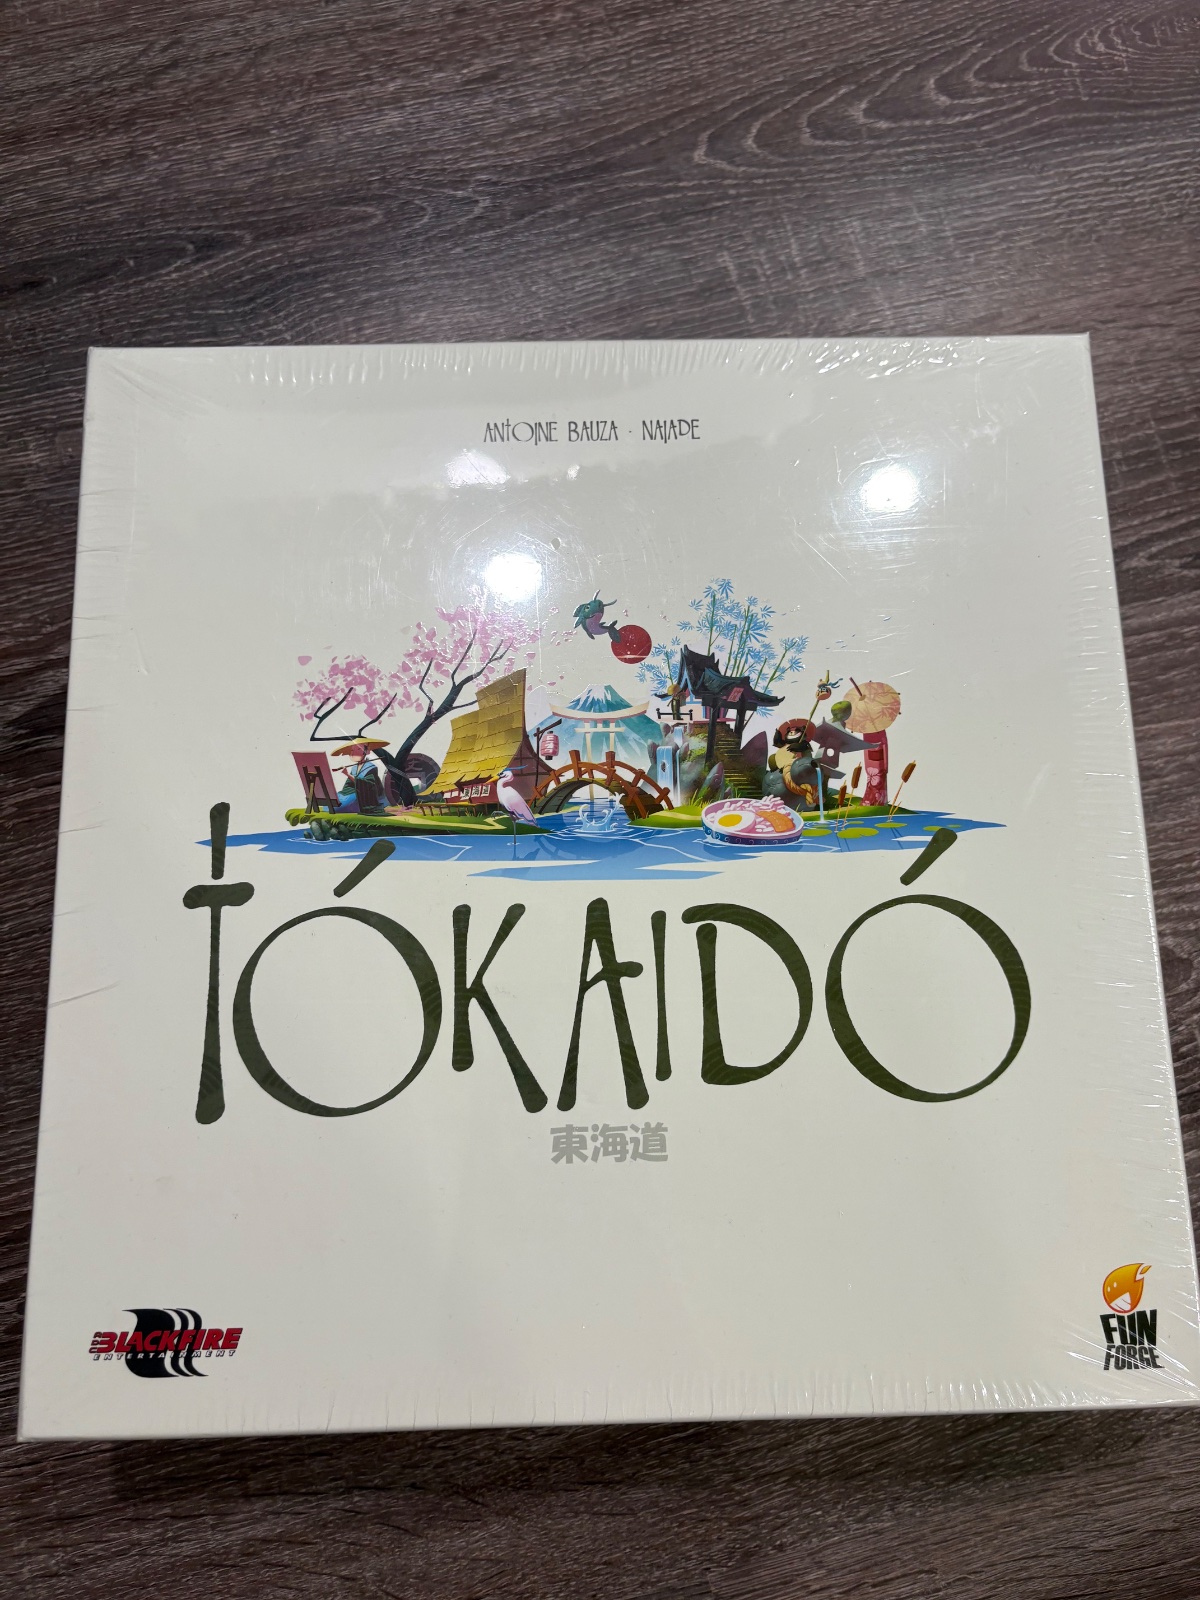 ANTOINE BAUZA · NAIADE
TÓKAIDÓ
東海道
BLACKFIRE
ENTERTAINMENT
FUN
FORGE